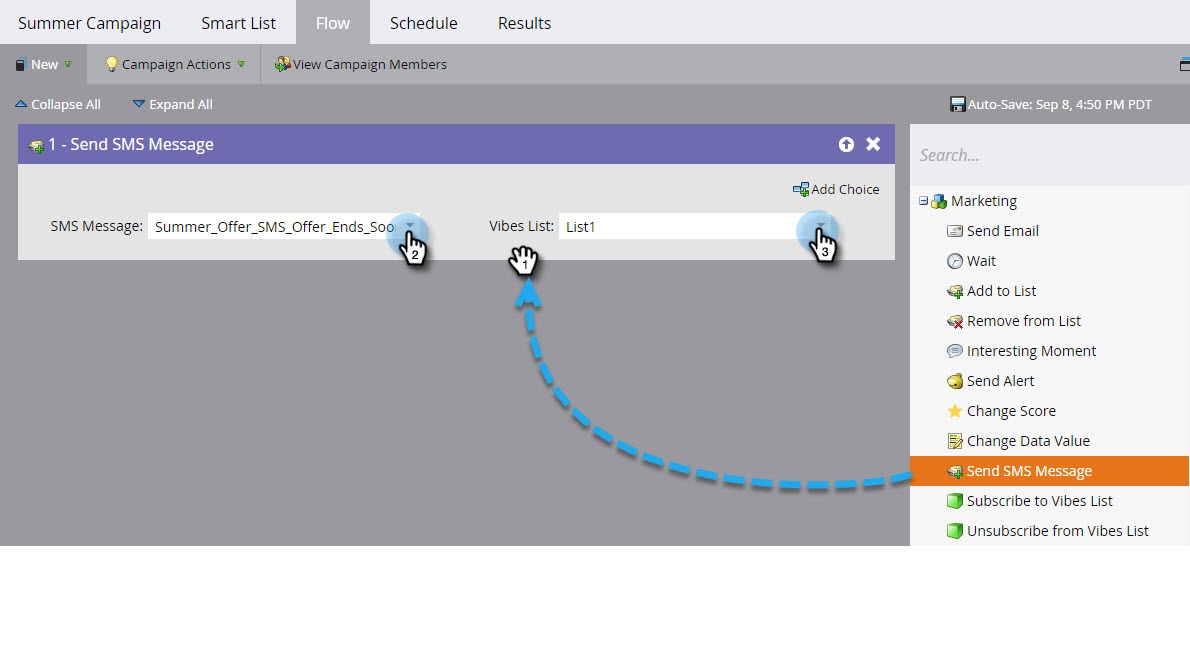 Summer Campaign Smart List Flow Schedule Results
New Campaign Actions View Campaign Members
Collapse All Expand All Auto-Save: Sep 8, 4:50 PM PDT
1 - Send SMS Message
Search...
Add Choice
SMS Message: Summer_Offer_SMS_Offer_Ends_Soo Vibes List: List1
2
3
1
Marketing
Send Email
Wait
Add to List
Remove from List
Interesting Moment
Send Alert
Change Score
Change Data Value
Send SMS Message
Subscribe to Vibes List
Unsubscribe from Vibes List